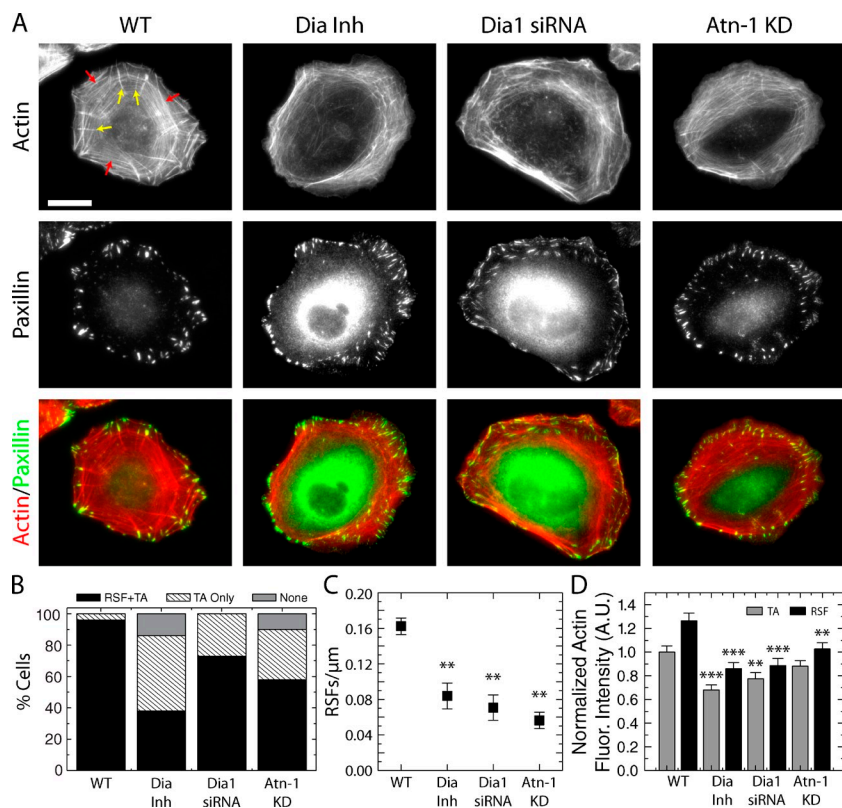 A
WT
Dia Inh
Dia1 siRNA
Atn-1 KD
Actin
Paxillin
Actin/Paxillin
B
RSF+TA
TA Only
None
% Cells
100
80
60
40
20
0
WT
Dia
Inh
Dia1
siRNA
Atn-1
KD
C
RSFs/μm
0.20
0.16
0.12
0.08
0.04
0.00
**
**
**
WT
Dia
Inh
Dia1
siRNA
Atn-1
KD
D
Normalized Actin
Fluor. Intensity (A.U.)
TA
RSF
1.4
1.2
1.0
0.8
0.6
0.4
0.2
0.0
***
***
**
***
**
WT
Dia
Inh
Dia1
siRNA
Atn-1
KD